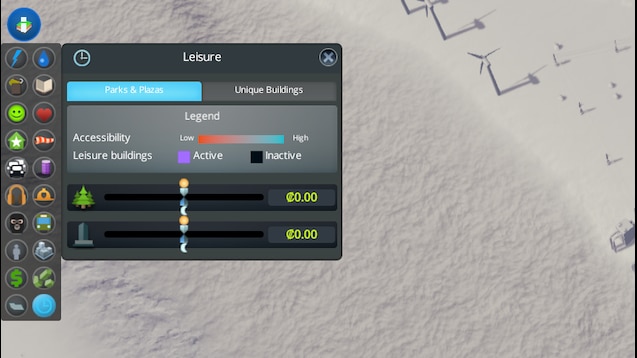 Leisure
Parks & Plazas
Unique Buildings
Legend
Accessibility Low High
Leisure buildings Active Inactive
₡0.00
₡0.00